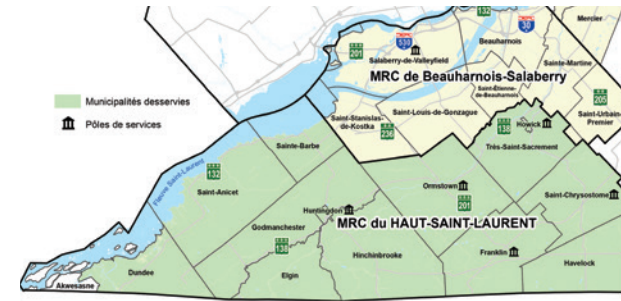 132
30
Mercier
201
530
Beauharnois
Salaberry-de-Valleyfield
Sainte-Martine
MRC de Beauharnois-Salaberry
Municipalités desservies
Saint-Étienne-
de-Beauharnois
205
Pôles de services
Saint-Louis-de-Gonzague
Saint-Stanislas-
de-Kostka
236
Saint-Urbain-
Premier
138
Howick
Sainte-Barbe
Très-Saint-Sacrement
Fleuve Saint-Laurent
132
Saint-Anicet
Ormstown
Saint-Chrysostome
201
Huntingdon
MRC du HAUT-SAINT-LAURENT
Godmanchester
138
Franklin
Hinchinbrooke
Havelock
Dundee
Elgin
Akwesasne